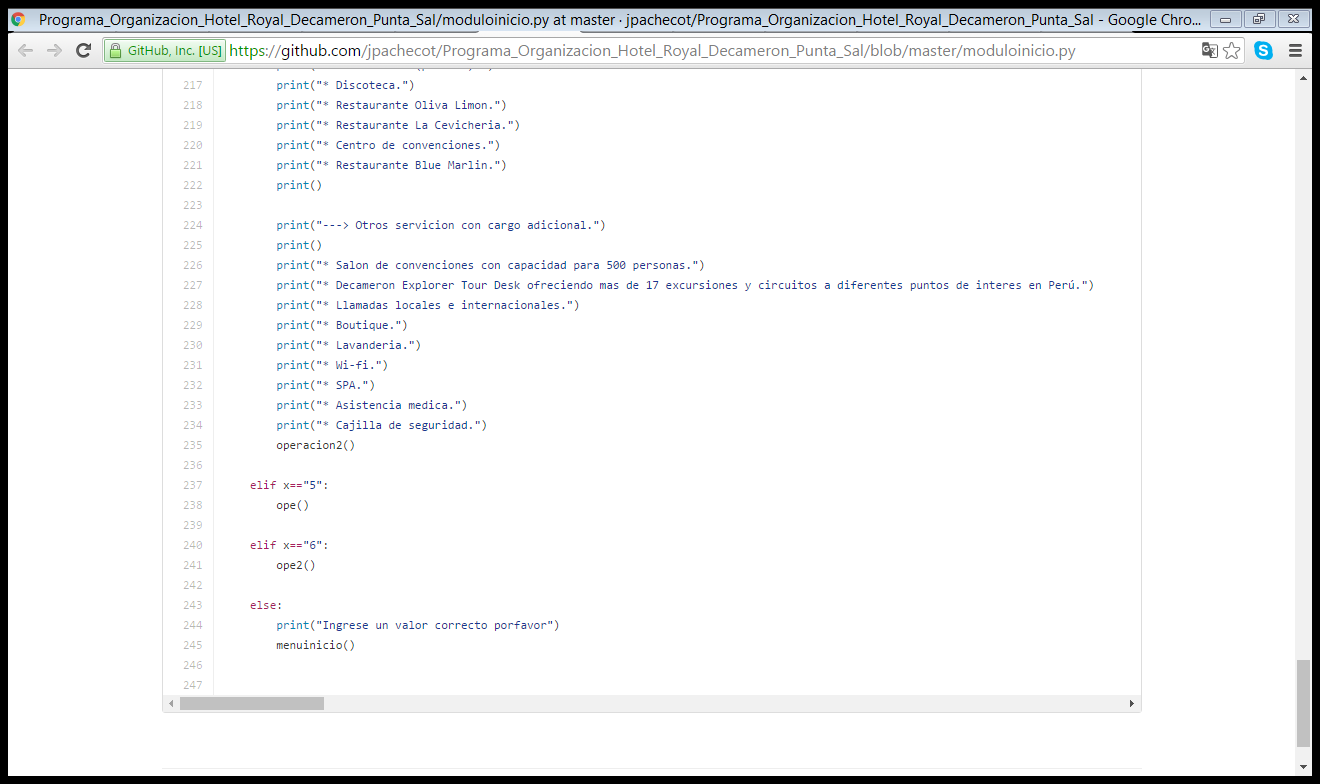 Programa_Organizacion_Hotel_Royal_Decameron_Punta_Sal/moduloinicio.py at master · jpachecot/Programa_Organizacion_Hotel_Royal_Decameron_Punta_Sal - Google Chro...
GitHub, Inc. [US] https://github.com/jpachecot/Programa_Organizacion_Hotel_Royal_Decameron_Punta_Sal/blob/master/moduloinicio.py
217 print("* Discoteca.")
218 print("* Restaurante Oliva Limon.")
219 print("* Restaurante La Cevicheria.")
220 print("* Centro de convenciones.")
221 print("* Restaurante Blue Marlin.")
222 print()
223
224 print("---> Otros servicion con cargo adicional.")
225 print()
226 print("* Salon de convenciones con capacidad para 500 personas.")
227 print("* Decameron Explorer Tour Desk ofreciendo mas de 17 excursiones y circuitos a diferentes puntos de interes en Perú.")
228 print("* Llamadas locales e internacionales.")
229 print("* Boutique.")
230 print("* Lavanderia.")
231 print("* Wi-fi.")
232 print("* SPA.")
233 print("* Asistencia medica.")
234 print("* Cajilla de seguridad.")
235 operacion2()
236
237 elif x=="5":
238 ope()
239
240 elif x=="6":
241 ope2()
242
243 else:
244 print("Ingrese un valor correcto porfavor")
245 menuinicio()
246
247